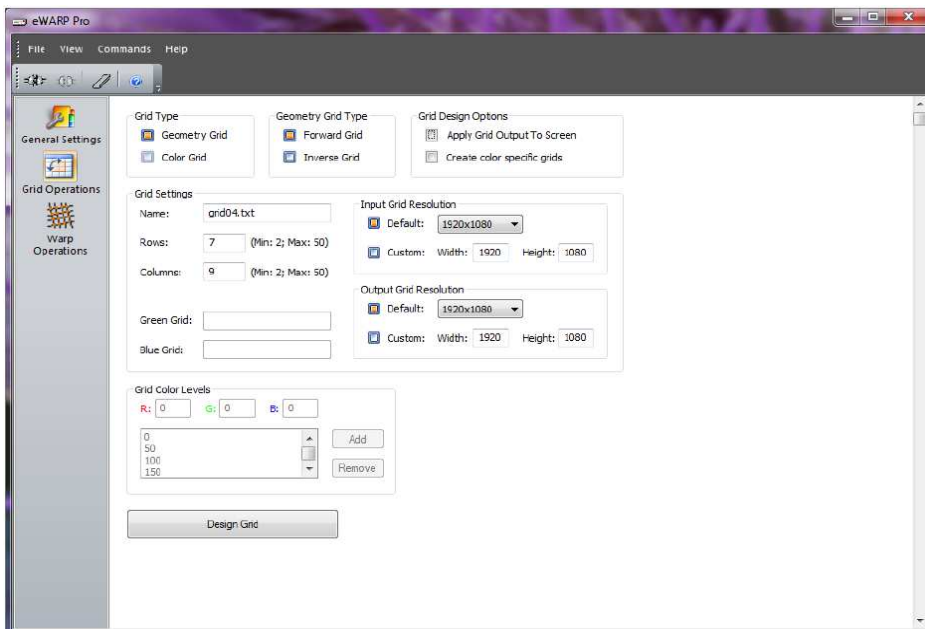 eWARP Pro
File View Commands Help
General Settings
Grid Operations
Warp
Operations
Grid Type
Geometry Grid
Color Grid
Geometry Grid Type
Forward Grid
Inverse Grid
Grid Design Options
Apply Grid Output To Screen
Create color specific grids
Grid Settings
Name: grid04.txt
Rows: 7 (Min: 2; Max: 50)
Columns: 9 (Min: 2; Max: 50)
Green Grid:
Blue Grid:
Input Grid Resolution
Default: 1920x1080
Custom: Width: 1920 Height: 1080
Output Grid Resolution
Default: 1920x1080
Custom: Width: 1920 Height: 1080
Grid Color Levels
R: 0 G: 0 B: 0
0
50
100
150
Add
Remove
Design Grid